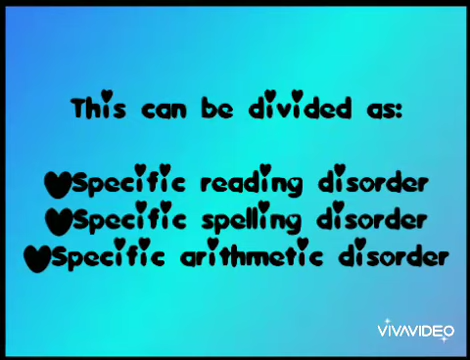 This can be divided as:
Specific reading disorder
Specific spelling disorder
Specific arithmetic disorder
VIVAVIDEO